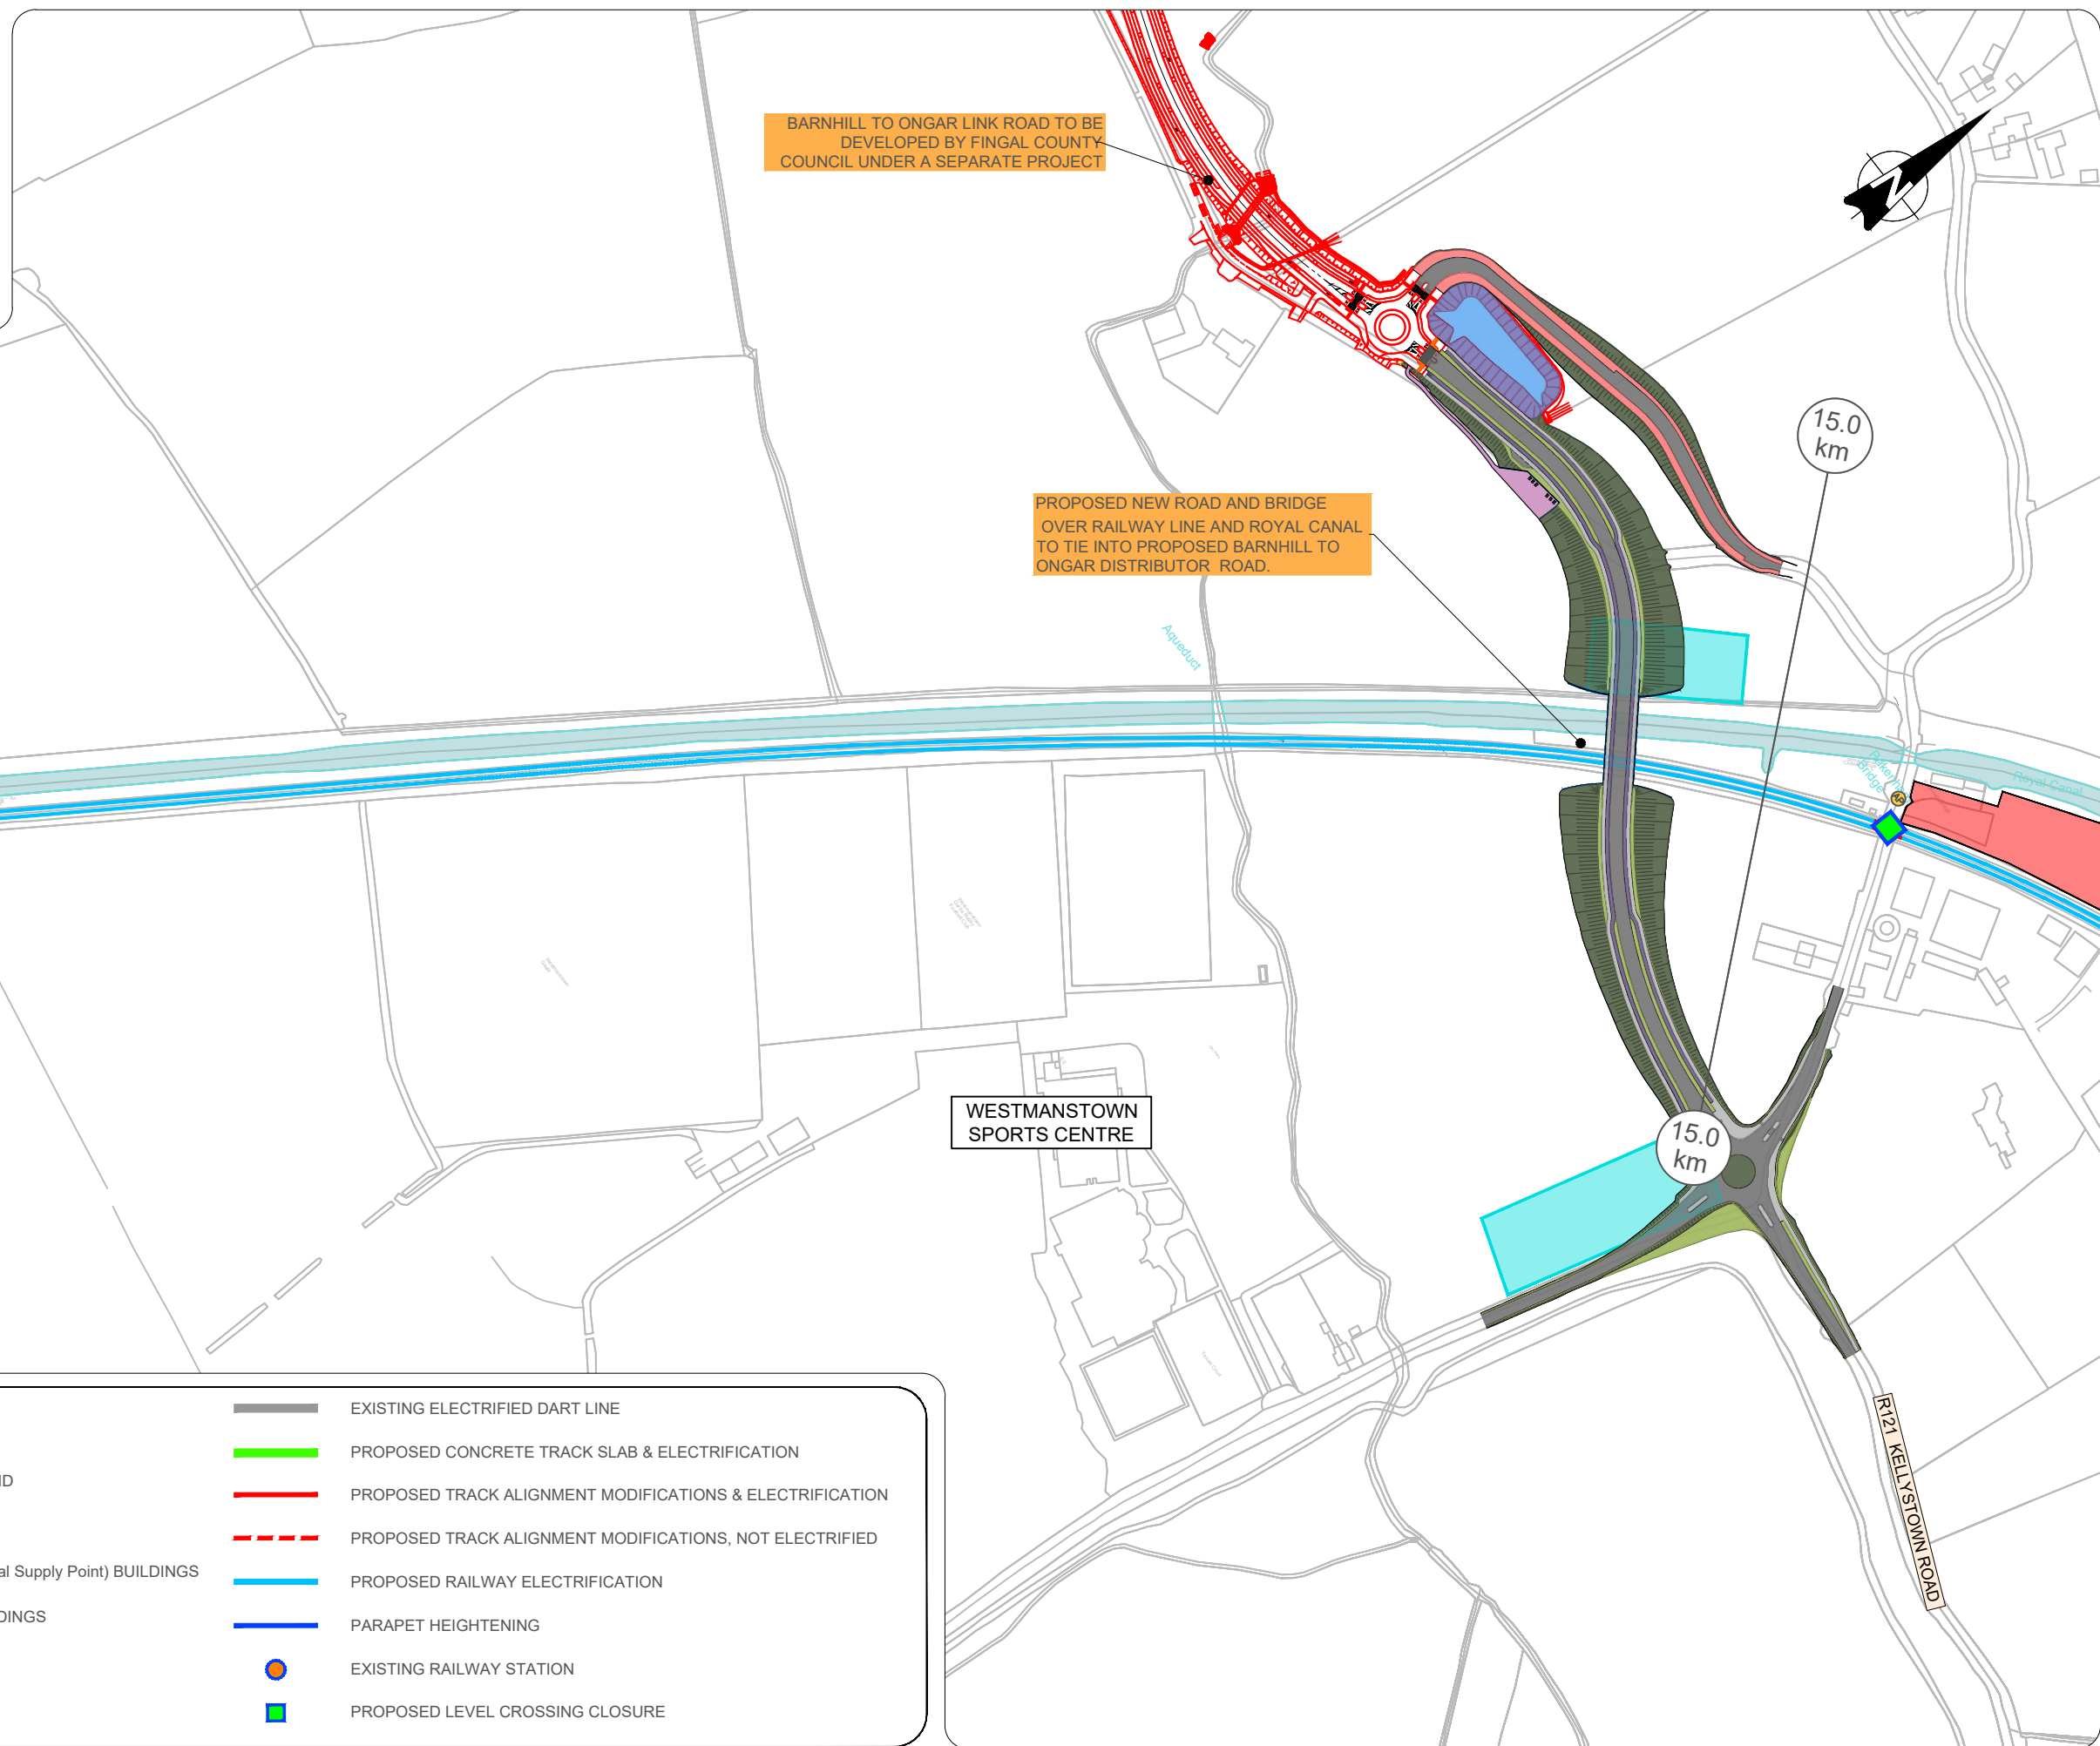 BARNHILL TO ONGAR LINK ROAD TO BE
DEVELOPED BY FINGAL COUNTY
COUNCIL UNDER A SEPARATE PROJECT
N
15.0
km
PROPOSED NEW ROAD AND BRIDGE
OVER RAILWAY LINE AND ROYAL CANAL
TO TIE INTO PROPOSED BARNHILL TO
ONGAR DISTRIBUTOR ROAD.
Aqueduct
Bridge
AP
Royal Canal
WESTMANSTOWN
SPORTS CENTRE
15.0
km
R121 KELLYSTOWN ROAD
EXISTING ELECTRIFIED DART LINE
PROPOSED CONCRETE TRACK SLAB & ELECTRIFICATION
PROPOSED TRACK ALIGNMENT MODIFICATIONS & ELECTRIFICATION
PROPOSED TRACK ALIGNMENT MODIFICATIONS, NOT ELECTRIFIED
al Supply Point) BUILDINGS
PROPOSED RAILWAY ELECTRIFICATION
DINGS
PARAPET HEIGHTENING
EXISTING RAILWAY STATION
PROPOSED LEVEL CROSSING CLOSURE